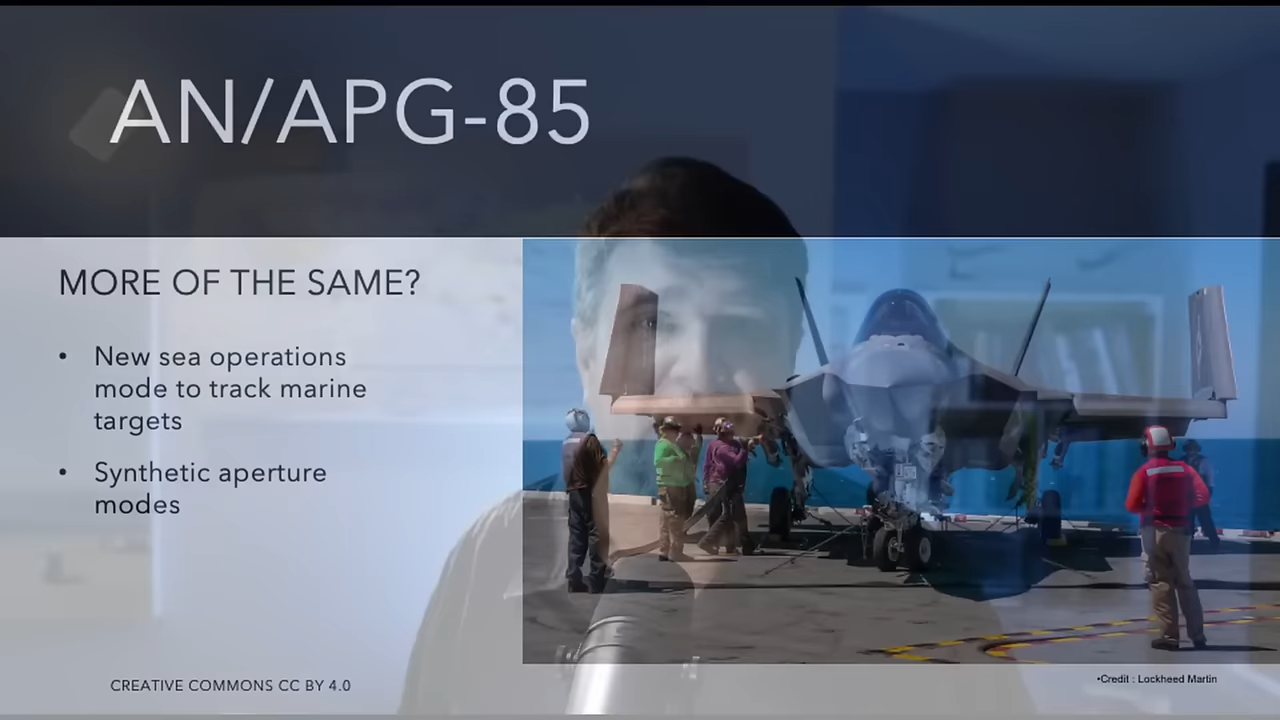 AN/APG-85
MORE OF THE SAME?
• New sea operations
mode to track marine
targets
• Synthetic aperture
modes
CREATIVE COMMONS CC BY 4.0
•Credit : Lockheed Martin